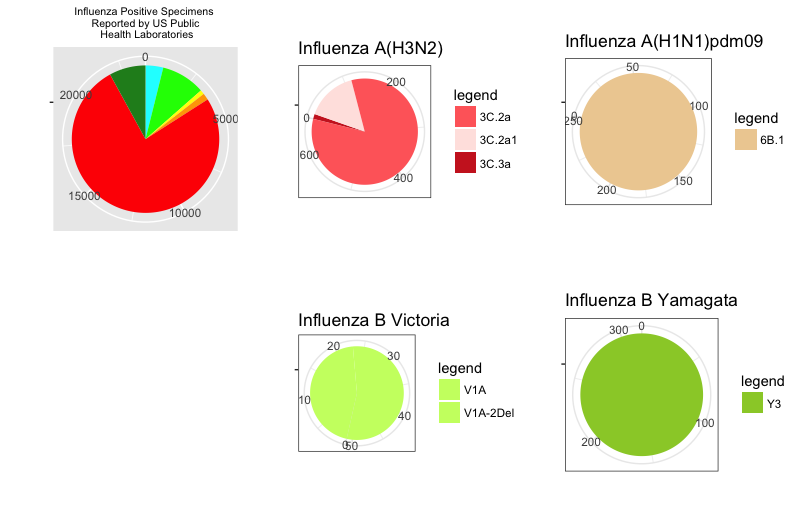 Influenza Positive Specimens
Reported by US Public
Health Laboratories
0
20000
5000
15000
10000
Influenza A(H3N2)
200
0
600
400
legend
3C.2a
3C.2a1
3C.3a
Influenza A(H1N1)pdm09
50
100
0
250
150
200
legend
6B.1
Influenza B Victoria
20
30
10
40
0
50
legend
V1A
V1A-2Del
Influenza B Yamagata
0
300
100
200
legend
Y3